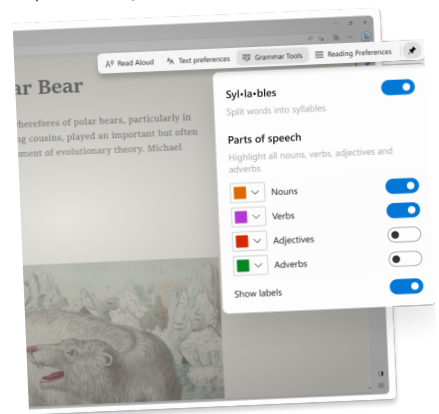 Read Aloud Text preferences Grammar Tools Reading Preferences
ar Bear
herefores of polar bears, particularly in
ng cousins, played an important but often
ment of evolutionary theory. Michael
Syl•la•bles
Split words into syllables
Parts of speech
Highlight all nouns, verbs, adjectives and
adverbs
Nouns
Verbs
Adjectives
Adverbs
Show labels